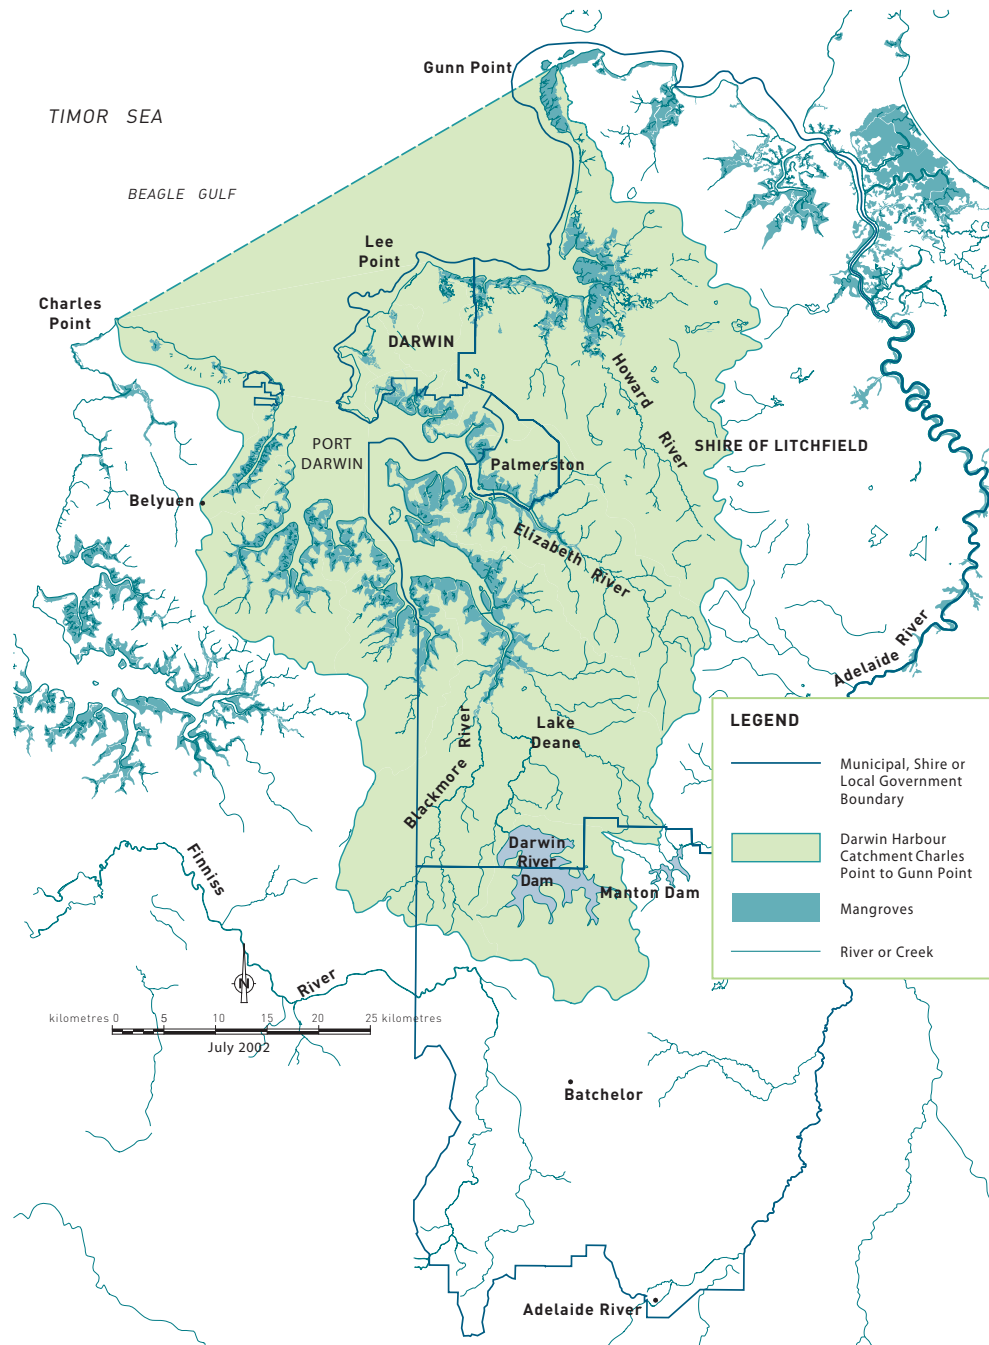 Gunn Point
TIMOR SEA
BEAGLE GULF
Lee
Point
Charles
Point
DARWIN
Howard
River
PORT
DARWIN
SHIRE OF LITCHFIELD
Palmerston
Belyuen
Elizabeth River
Adelaide River
Lake
Deane
Blackmore River
LEGEND
Municipal, Shire or
Local Government
Boundary
Darwin Harbour
Catchment Charles
Point to Gunn Point
Mangroves
River or Creek
Darwin
River
Dam
Manton Dam
Finniss
River
N
kilometres 0 5 10 15 20 25 kilometres
July 2002
Batchelor
Adelaide River